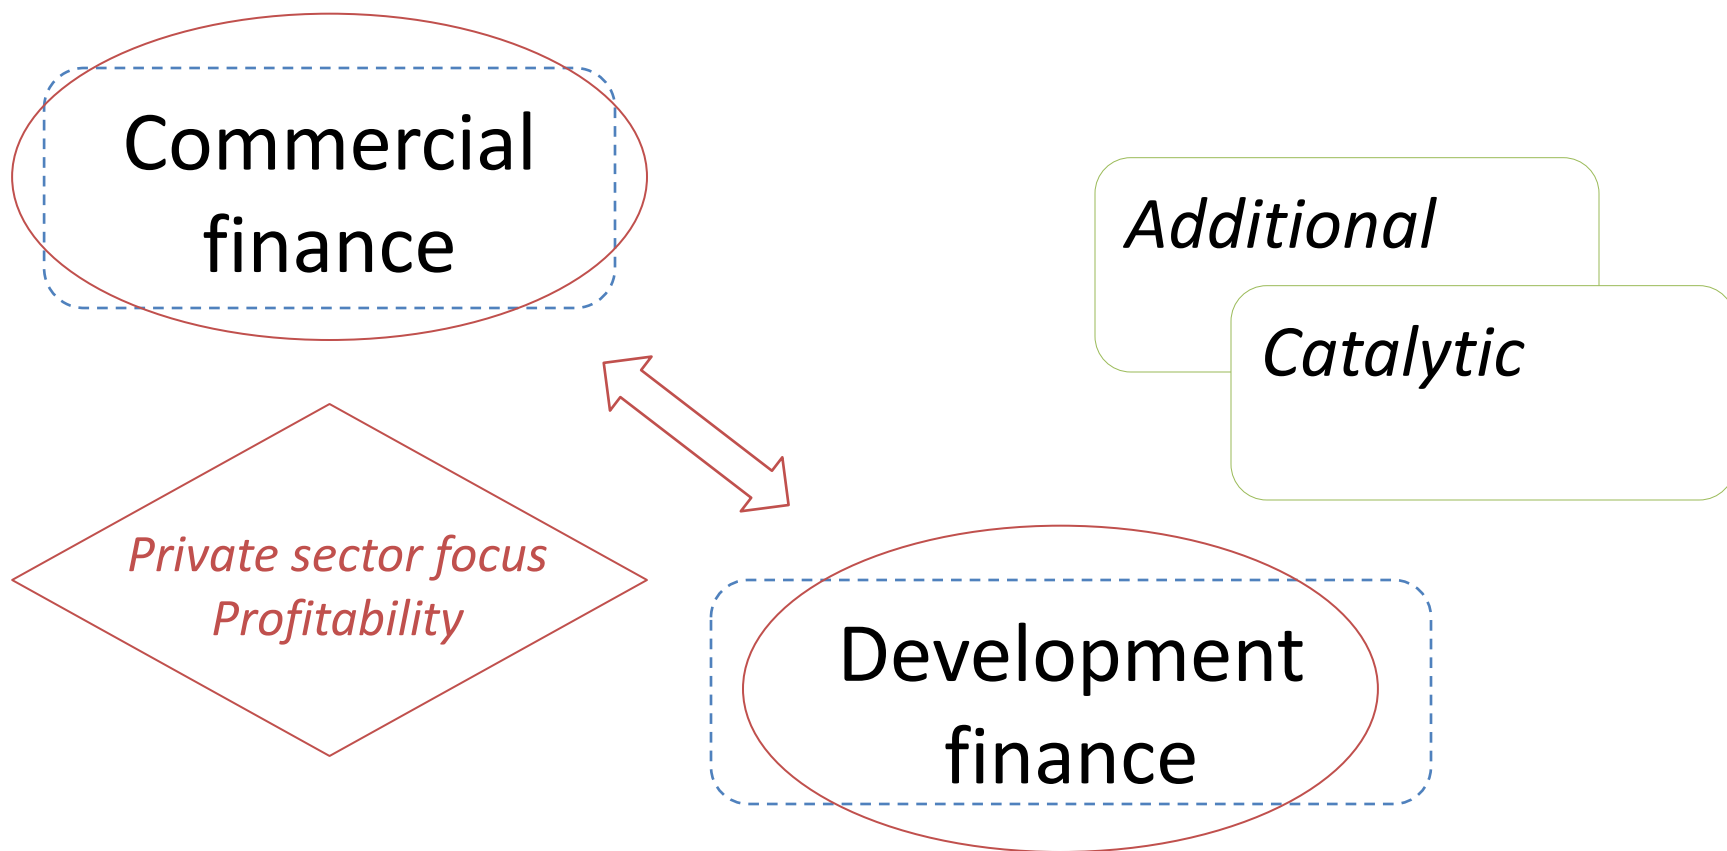 Commercial
finance
Additional
Catalytic
Private sector focus
Profitability
Development
finance